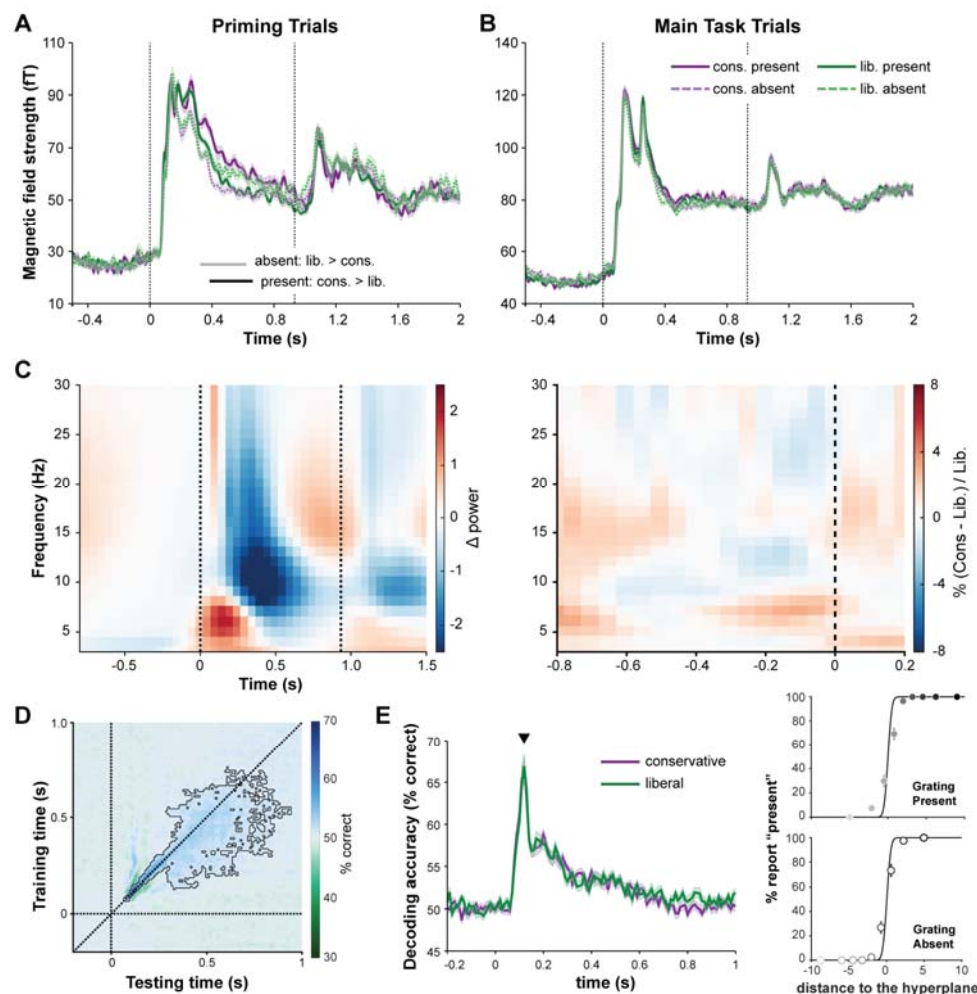 A Priming Trials
B Main Task Trials
Magnetic field strength (fT)
110
90
70
50
30
10
-0.4 0 0.4 0.8 1.2 1.6 2
Time (s)
absent: lib. > cons.
present: cons. > lib.
140
120
100
80
60
40
-0.4 0 0.4 0.8 1.2 1.6 2
Time (s)
cons. present lib. present
cons. absent lib. absent
C
Frequency (Hz)
30
25
20
15
10
5
-0.5 0 0.5 1.0 1.5
Time (s)
2
1
0
-1
-2
Δ power
30
25
20
15
10
5
-0.8 -0.6 -0.4 -0.2 0 0.2
8
4
0
-4
-8
% (Cons - Lib.) / Lib.
D
Training time (s)
1.0
0.5
0
0 0.5 1
Testing time (s)
70
60
50
40
30
% correct
E
Decoding accuracy (% correct)
70
65
60
55
50
45
-0.2 0 0.2 0.4 0.6 0.8 1
time (s)
conservative
liberal
% report “present”
100
80
60
40
20
0
Grating
Present
100
80
60
40
20
0
Grating
Absent
-10 -5 0 5 10
distance to the hyperplane